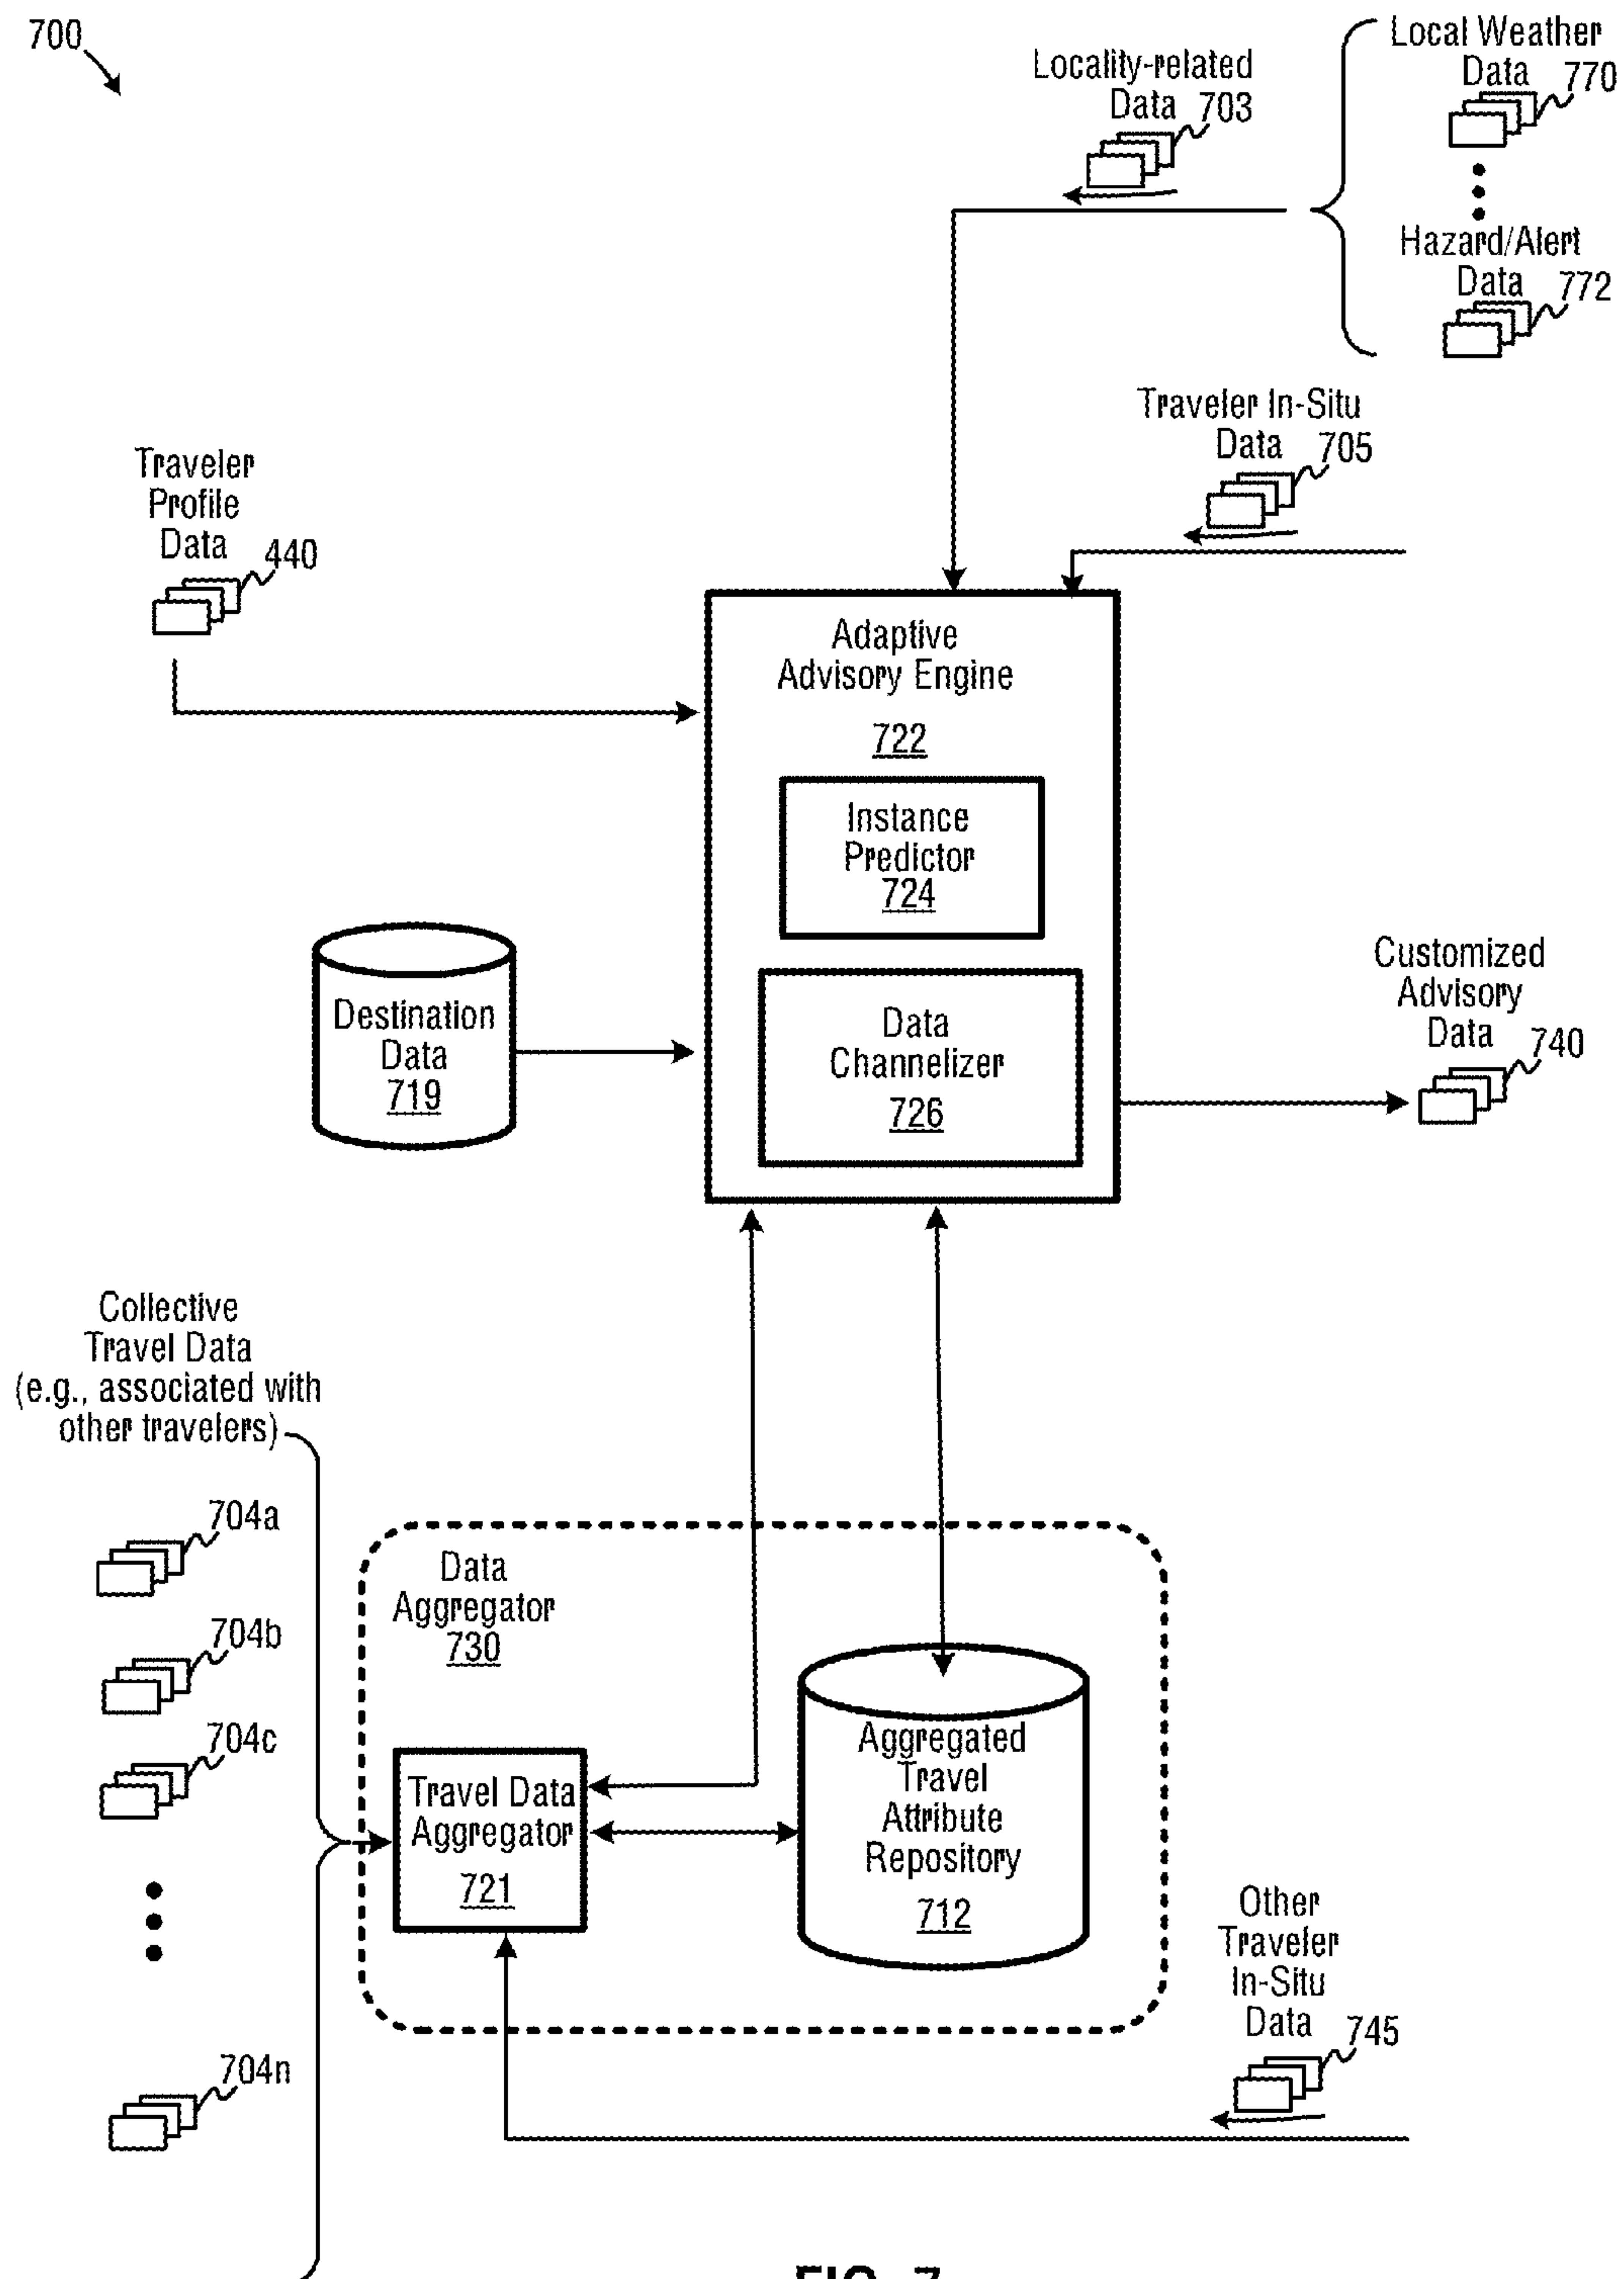 700
Locality-related
Data 703
Local Weather
Data 770
Hazard/Alert
Data 772
Traveler In-Situ
Data 705
Traveler
Profile
Data 440
Adaptive
Advisory Engine
722
Instance
Predictor
724
Destination
Data
719
Data
Channelizer
726
Customized
Advisory
Data 740
Collective
Travel Data
(e.g., associated with
other travelers)
704a
704b
704c
704n
Data
Aggregator
730
Travel Data
Aggregator
721
Aggregated
Travel
Attribute
Repository
712
Other
Traveler
In-Situ
Data 745
FIG. 7